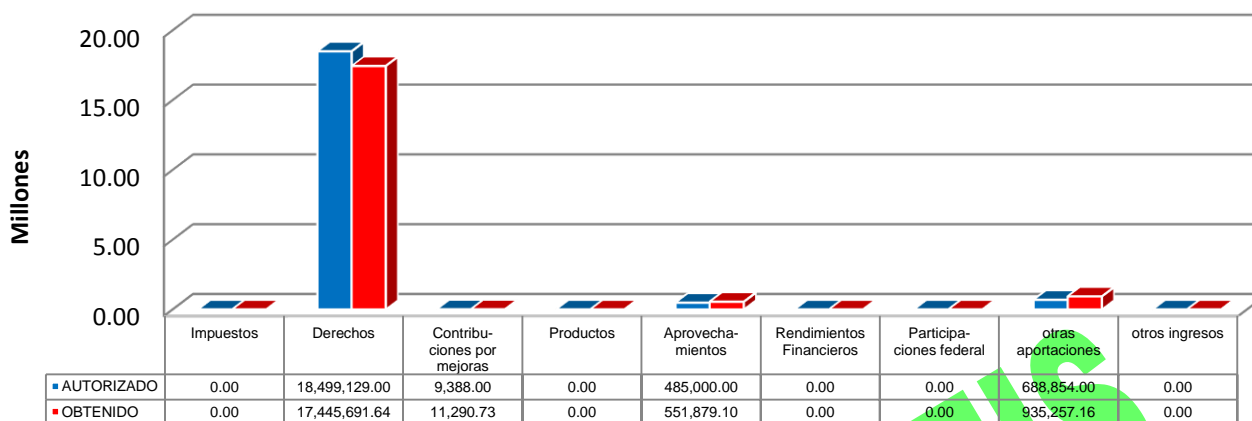 20.00
15.00
10.00
5.00
0.00
Millones
Impuestos
Derechos
Contribu-
ciones por
mejoras
Productos
Aprovecha-
mientos
Rendimientos
Financieros
Participa-
ciones federal
otras
aportaciones
otros ingresos
AUTORIZADO 0.00 18,499,129.00 9,388.00 0.00 485,000.00 0.00 0.00 688,854.00 0.00
OBTENIDO 0.00 17,445,691.64 11,290.73 0.00 551,879.10 0.00 0.00 935,257.16 0.00